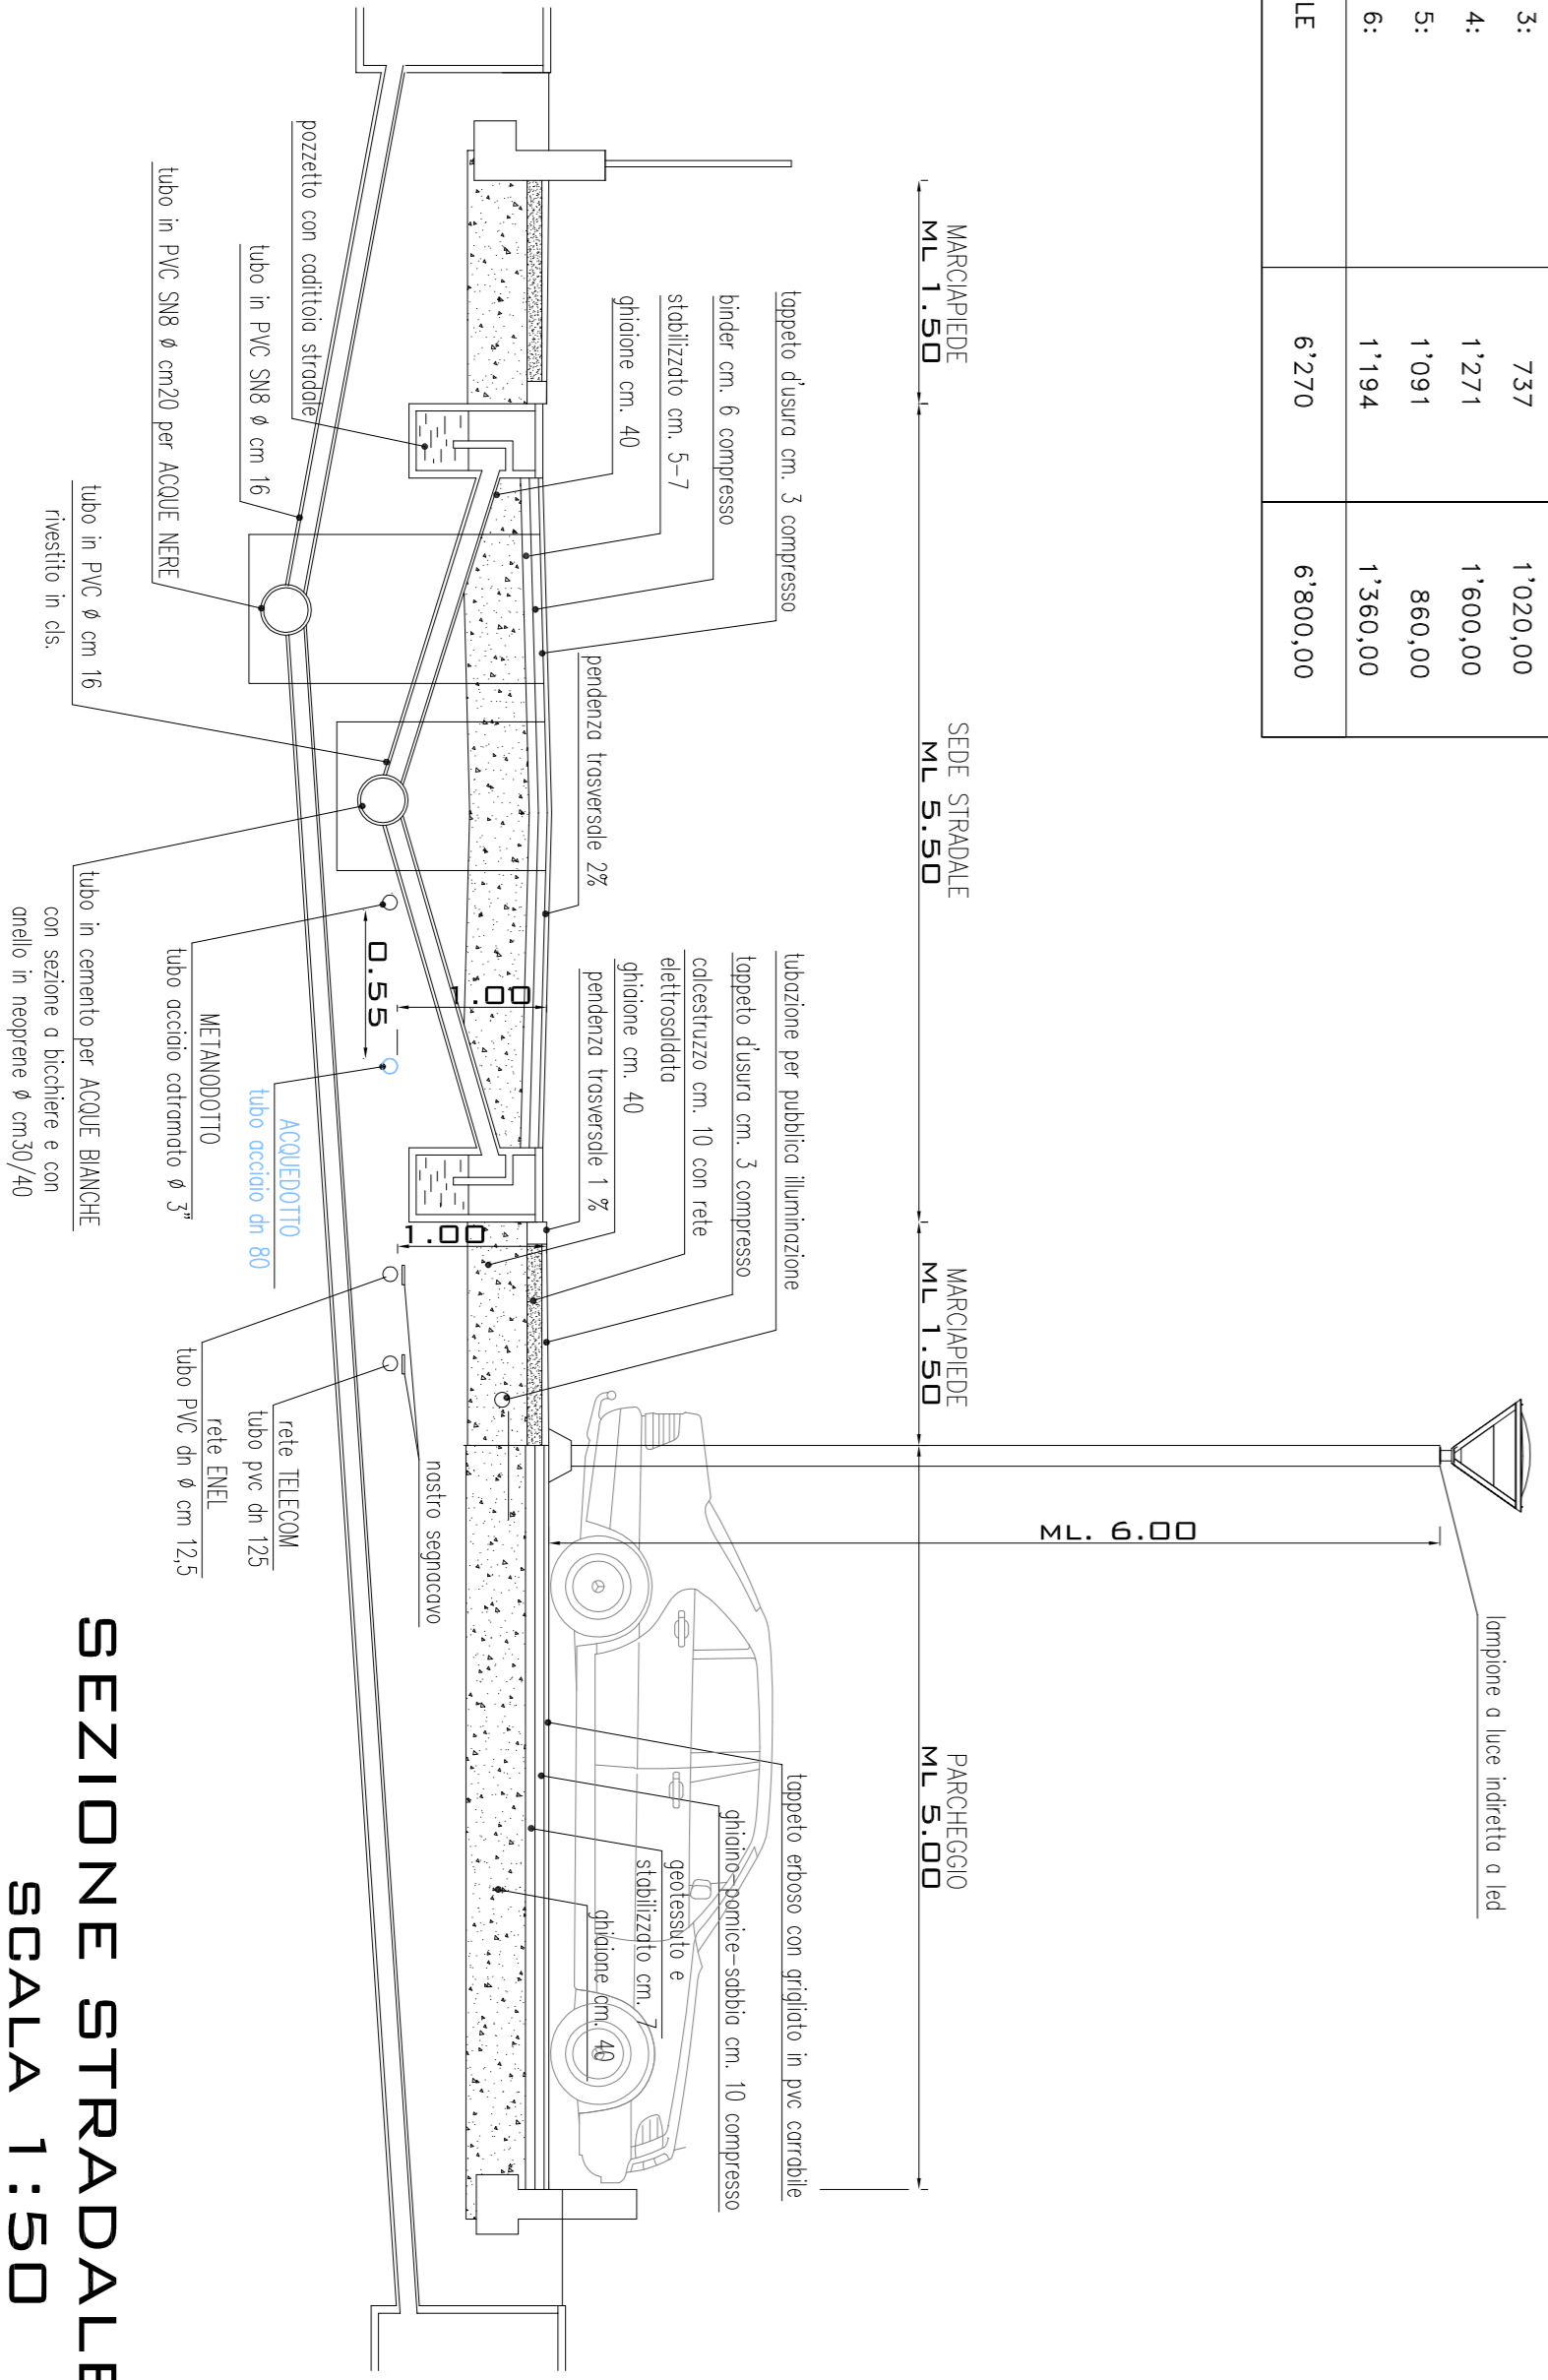 3: 737 1'020,00
4: 1'271 1'600,00
5: 1'091 860,00
6: 1'194 1'360,00
LE 6'270 6'800,00
lampione a luce indiretta a led
ML. 6.00
MARCIAPIEDE
ML 1.50
SEDE STRADALE
ML 5.50
MARCIAPIEDE
ML 1.50
PARCHEGGIO
ML 5.00
tappeto d'usura cm. 3 compresso
binder cm. 6 compresso
stabilizzato cm. 5-7
ghiaione cm. 40
pendenza trasversale 2%
tubazione per pubblica illuminazione
tappeto d'usura cm. 3 compresso
calcestruzzo cm. 10 con rete
elettrosaldata
ghiaione cm. 40
pendenza trasversale 1 %
tappeto erboso con grigliato in pvc carrabile
ghiaino-pomice-sabbia cm. 10 compresso
geotessuto e
stabilizzato cm. 7
ghiaione cm. 40
1.00
0.55
1.00
pozzetto con cadittoia stradale
tubo in PVC SN8 ø cm 16
tubo in PVC SN8 ø cm20 per ACQUE NERE
tubo in PVC ø cm 16
rivestito in cls.
ACQUEDOTTO
tubo acciaio dn 80
METANODOTTO
tubo acciaio catramato ø 3"
tubo in cemento per ACQUE BIANCHE
con sezione a bicchiere e con
anello in neoprene ø cm30/40
nastro segnacavo
rete TELECOM
tubo pvc dn 125
rete ENEL
tubo PVC dn ø cm 12,5
SEZIONE STRADALE
SCALA 1:50